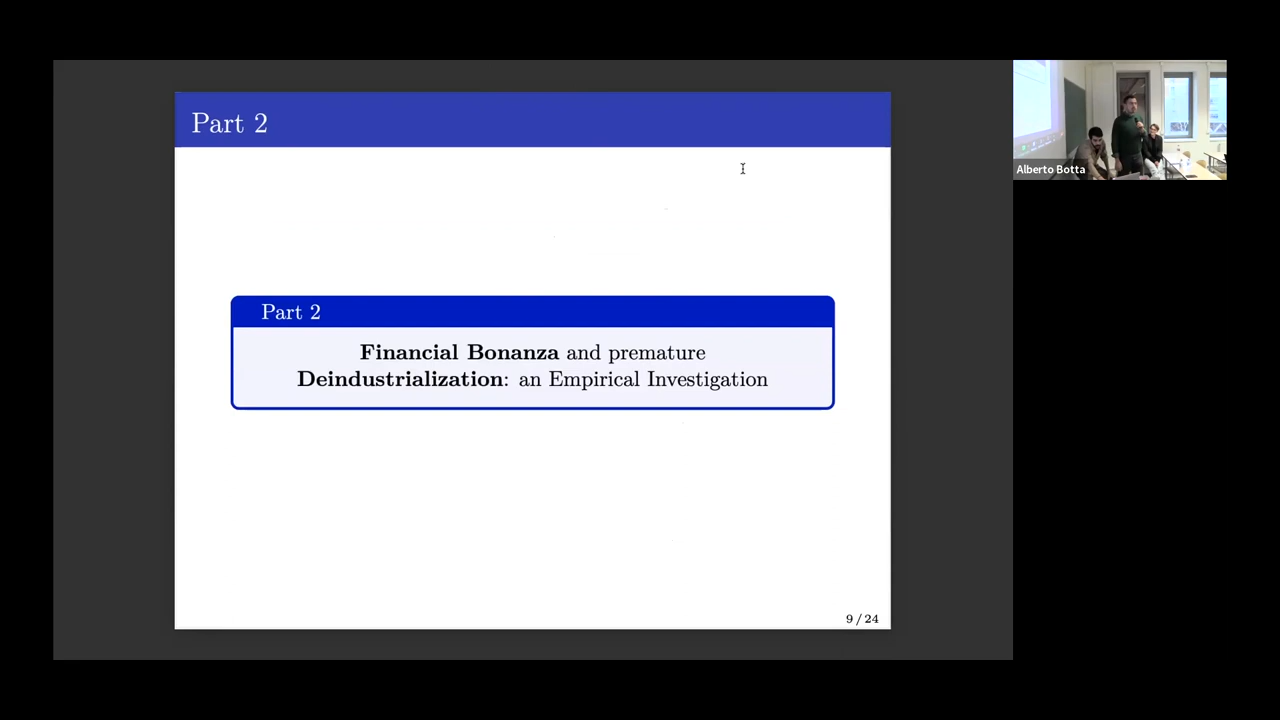 Part 2
Part 2
Financial Bonanza and premature
Deindustrialization: an Empirical Investigation
9 / 24
Alberto Botta